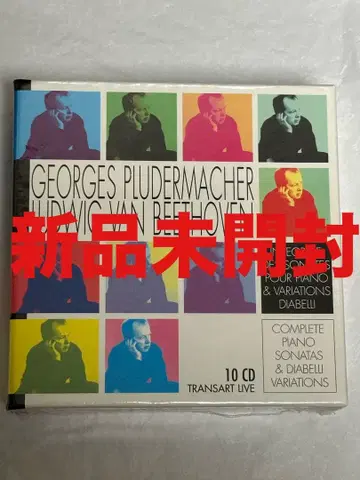 GEORGES PLUDERMACHER
LUDWIG VAN BEETHOVEN
新品未開封
POUR PIANO
& VARIATIONS
DIABELLI
COMPLETE
PIANO
SONATAS
& DIABELLI
VARIATIONS
10 CD
TRANSART LIVE